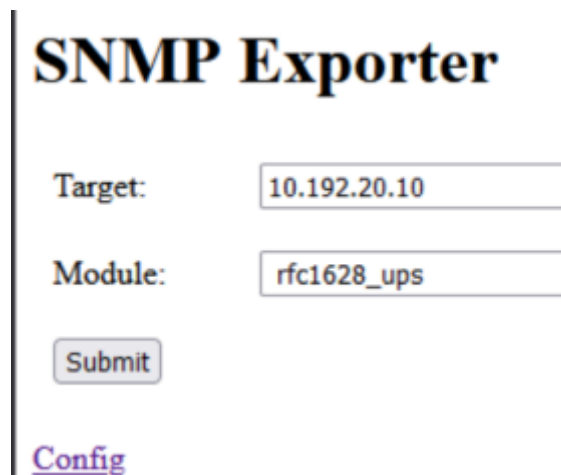 SNMP Exporter
Target: 10.192.20.10
Module: rfc1628_ups
Submit
Config